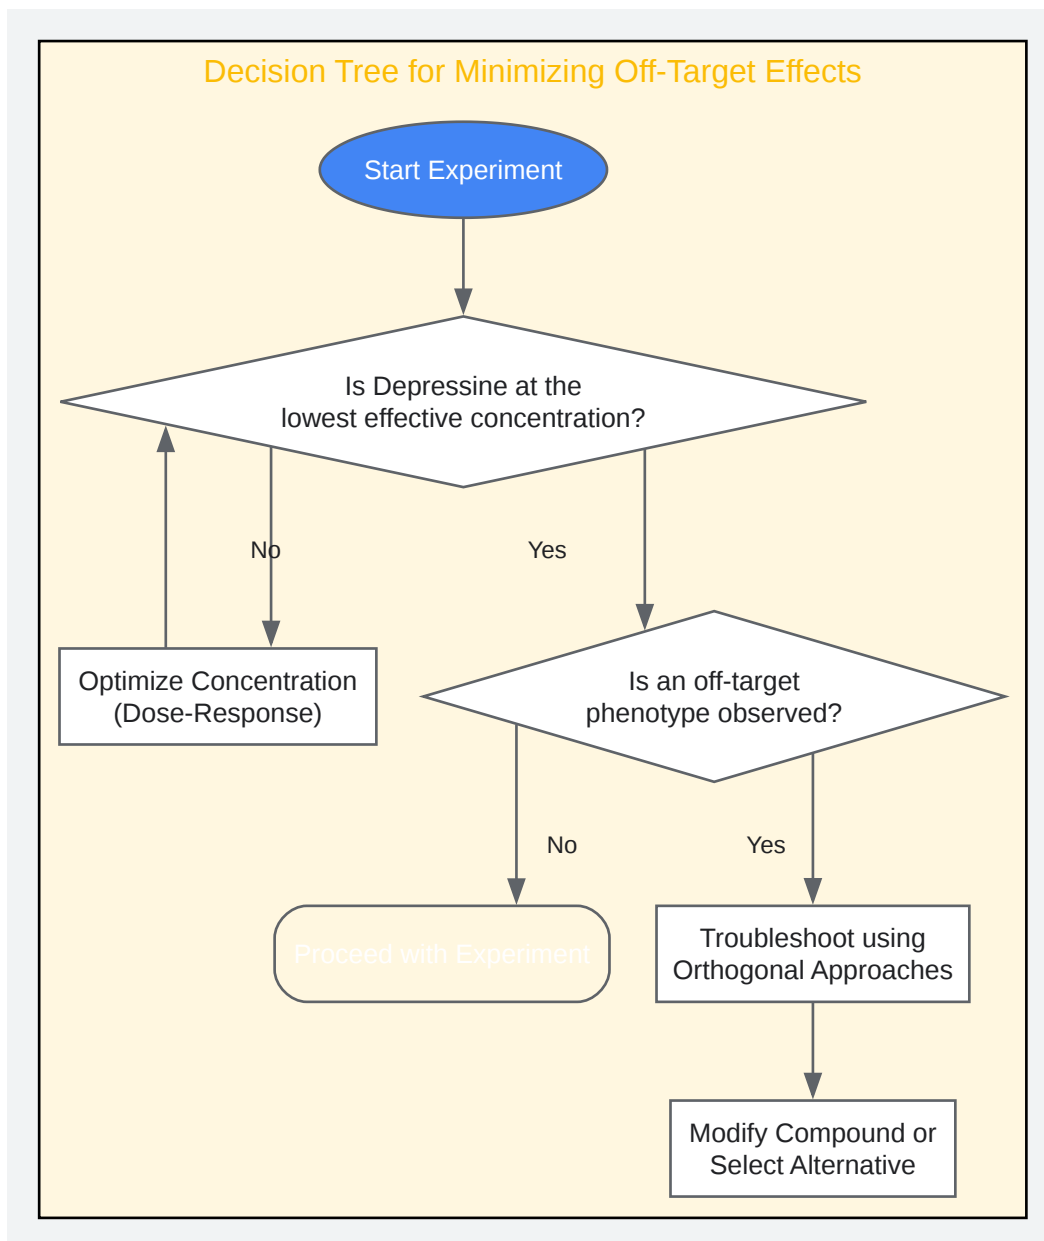 Decision Tree for Minimizing Off-Target Effects
Start Experiment
Is Depressine at the
lowest effective concentration?
No
Yes
Optimize Concentration
(Dose-Response)
Is an off-target
phenotype observed?
No
Yes
Proceed with Experiment
Troubleshoot using
Orthogonal Approaches
Modify Compound or
Select Alternative